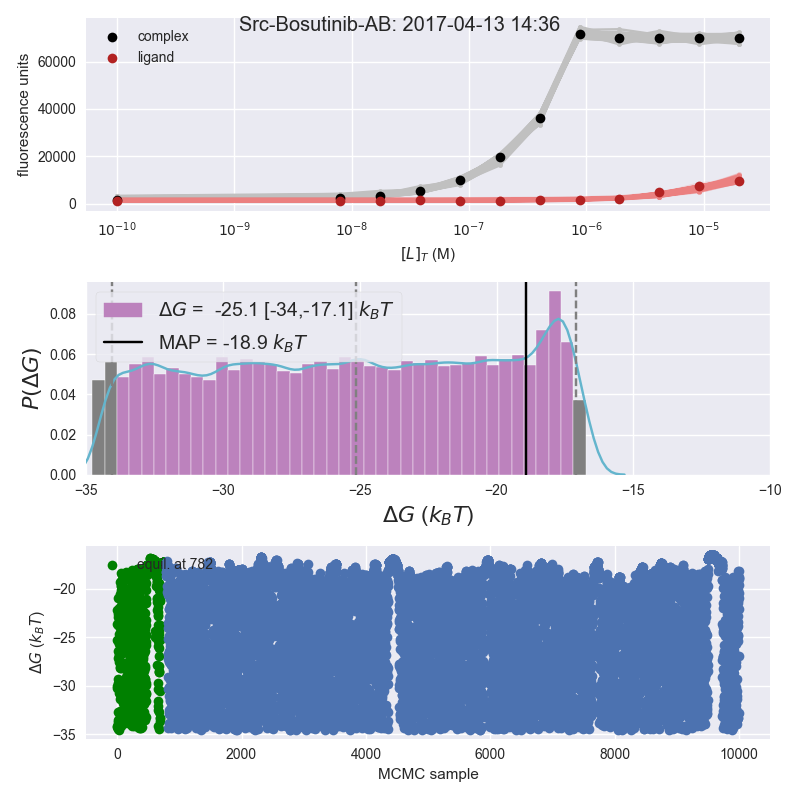 Src-Bosutinib-AB: 2017-04-13 14:36
complex
ligand
fluorescence units
60000
40000
20000
0
10⁻¹⁰ 10⁻⁹ 10⁻⁸ 10⁻⁷ 10⁻⁶ 10⁻⁵
[L]_T (M)
ΔG = -25.1 [-34,-17.1] k_BT
MAP = -18.9 k_BT
P(ΔG)
0.08
0.06
0.04
0.02
0.00
−35 −30 −25 −20 −15 −10
ΔG (k_BT)
equil. at 782
ΔG (k_BT)
−20
−25
−30
−35
0 2000 4000 6000 8000 10000
MCMC sample